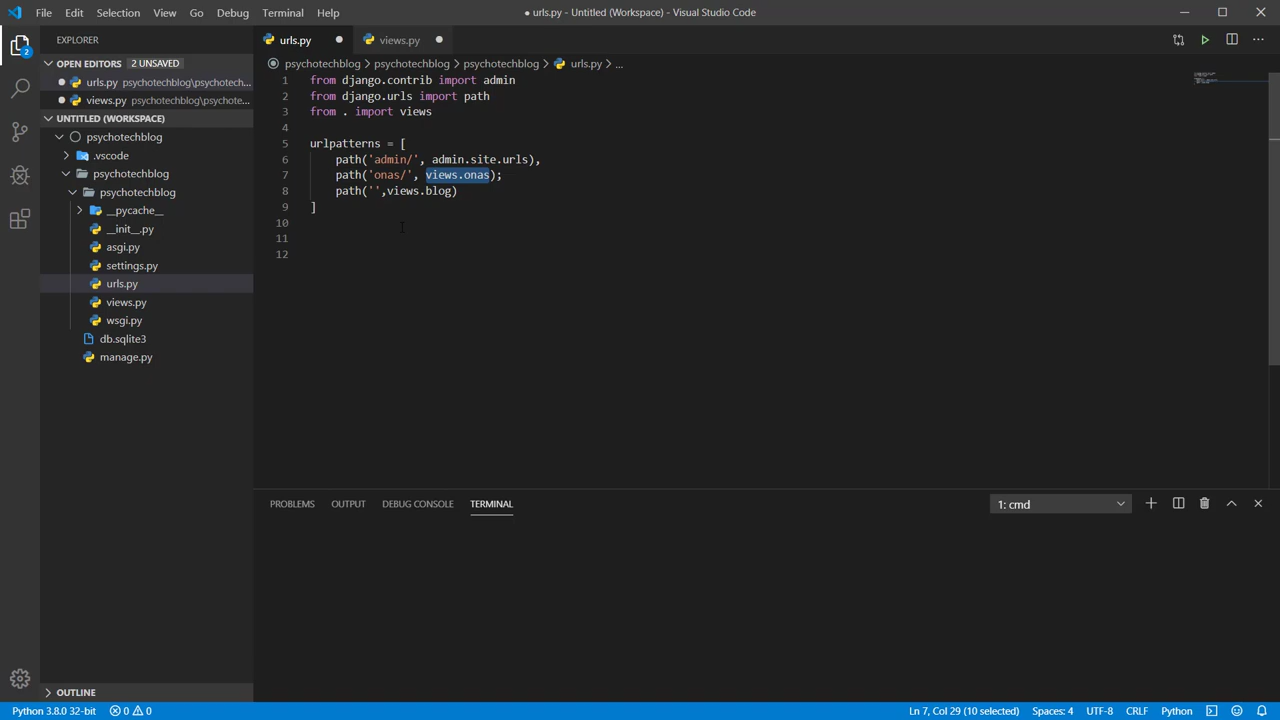 File Edit Selection View Go Debug Terminal Help
● urls.py - Untitled (Workspace) - Visual Studio Code
EXPLORER
2
OPEN EDITORS 2 UNSAVED
urls.py psychotechblog\psychotech...
views.py psychotechblog\psychote...
UNTITLED (WORKSPACE)
psychotechblog
.vscode
psychotechblog
psychotechblog
__pycache__
__init__.py
asgi.py
settings.py
urls.py
views.py
wsgi.py
db.sqlite3
manage.py
OUTLINE
urls.py
views.py
psychotechblog > psychotechblog > psychotechblog > urls.py > ...
1 from django.contrib import admin
2 from django.urls import path
3 from . import views
4
5 urlpatterns = [
6 path('admin/', admin.site.urls),
7 path('onas/', views.onas);
8 path('',views.blog)
9 ]
10
11
12
PROBLEMS OUTPUT DEBUG CONSOLE TERMINAL
1: cmd
Python 3.8.0 32-bit 0 0
Ln 7, Col 29 (10 selected) Spaces: 4 UTF-8 CRLF Python